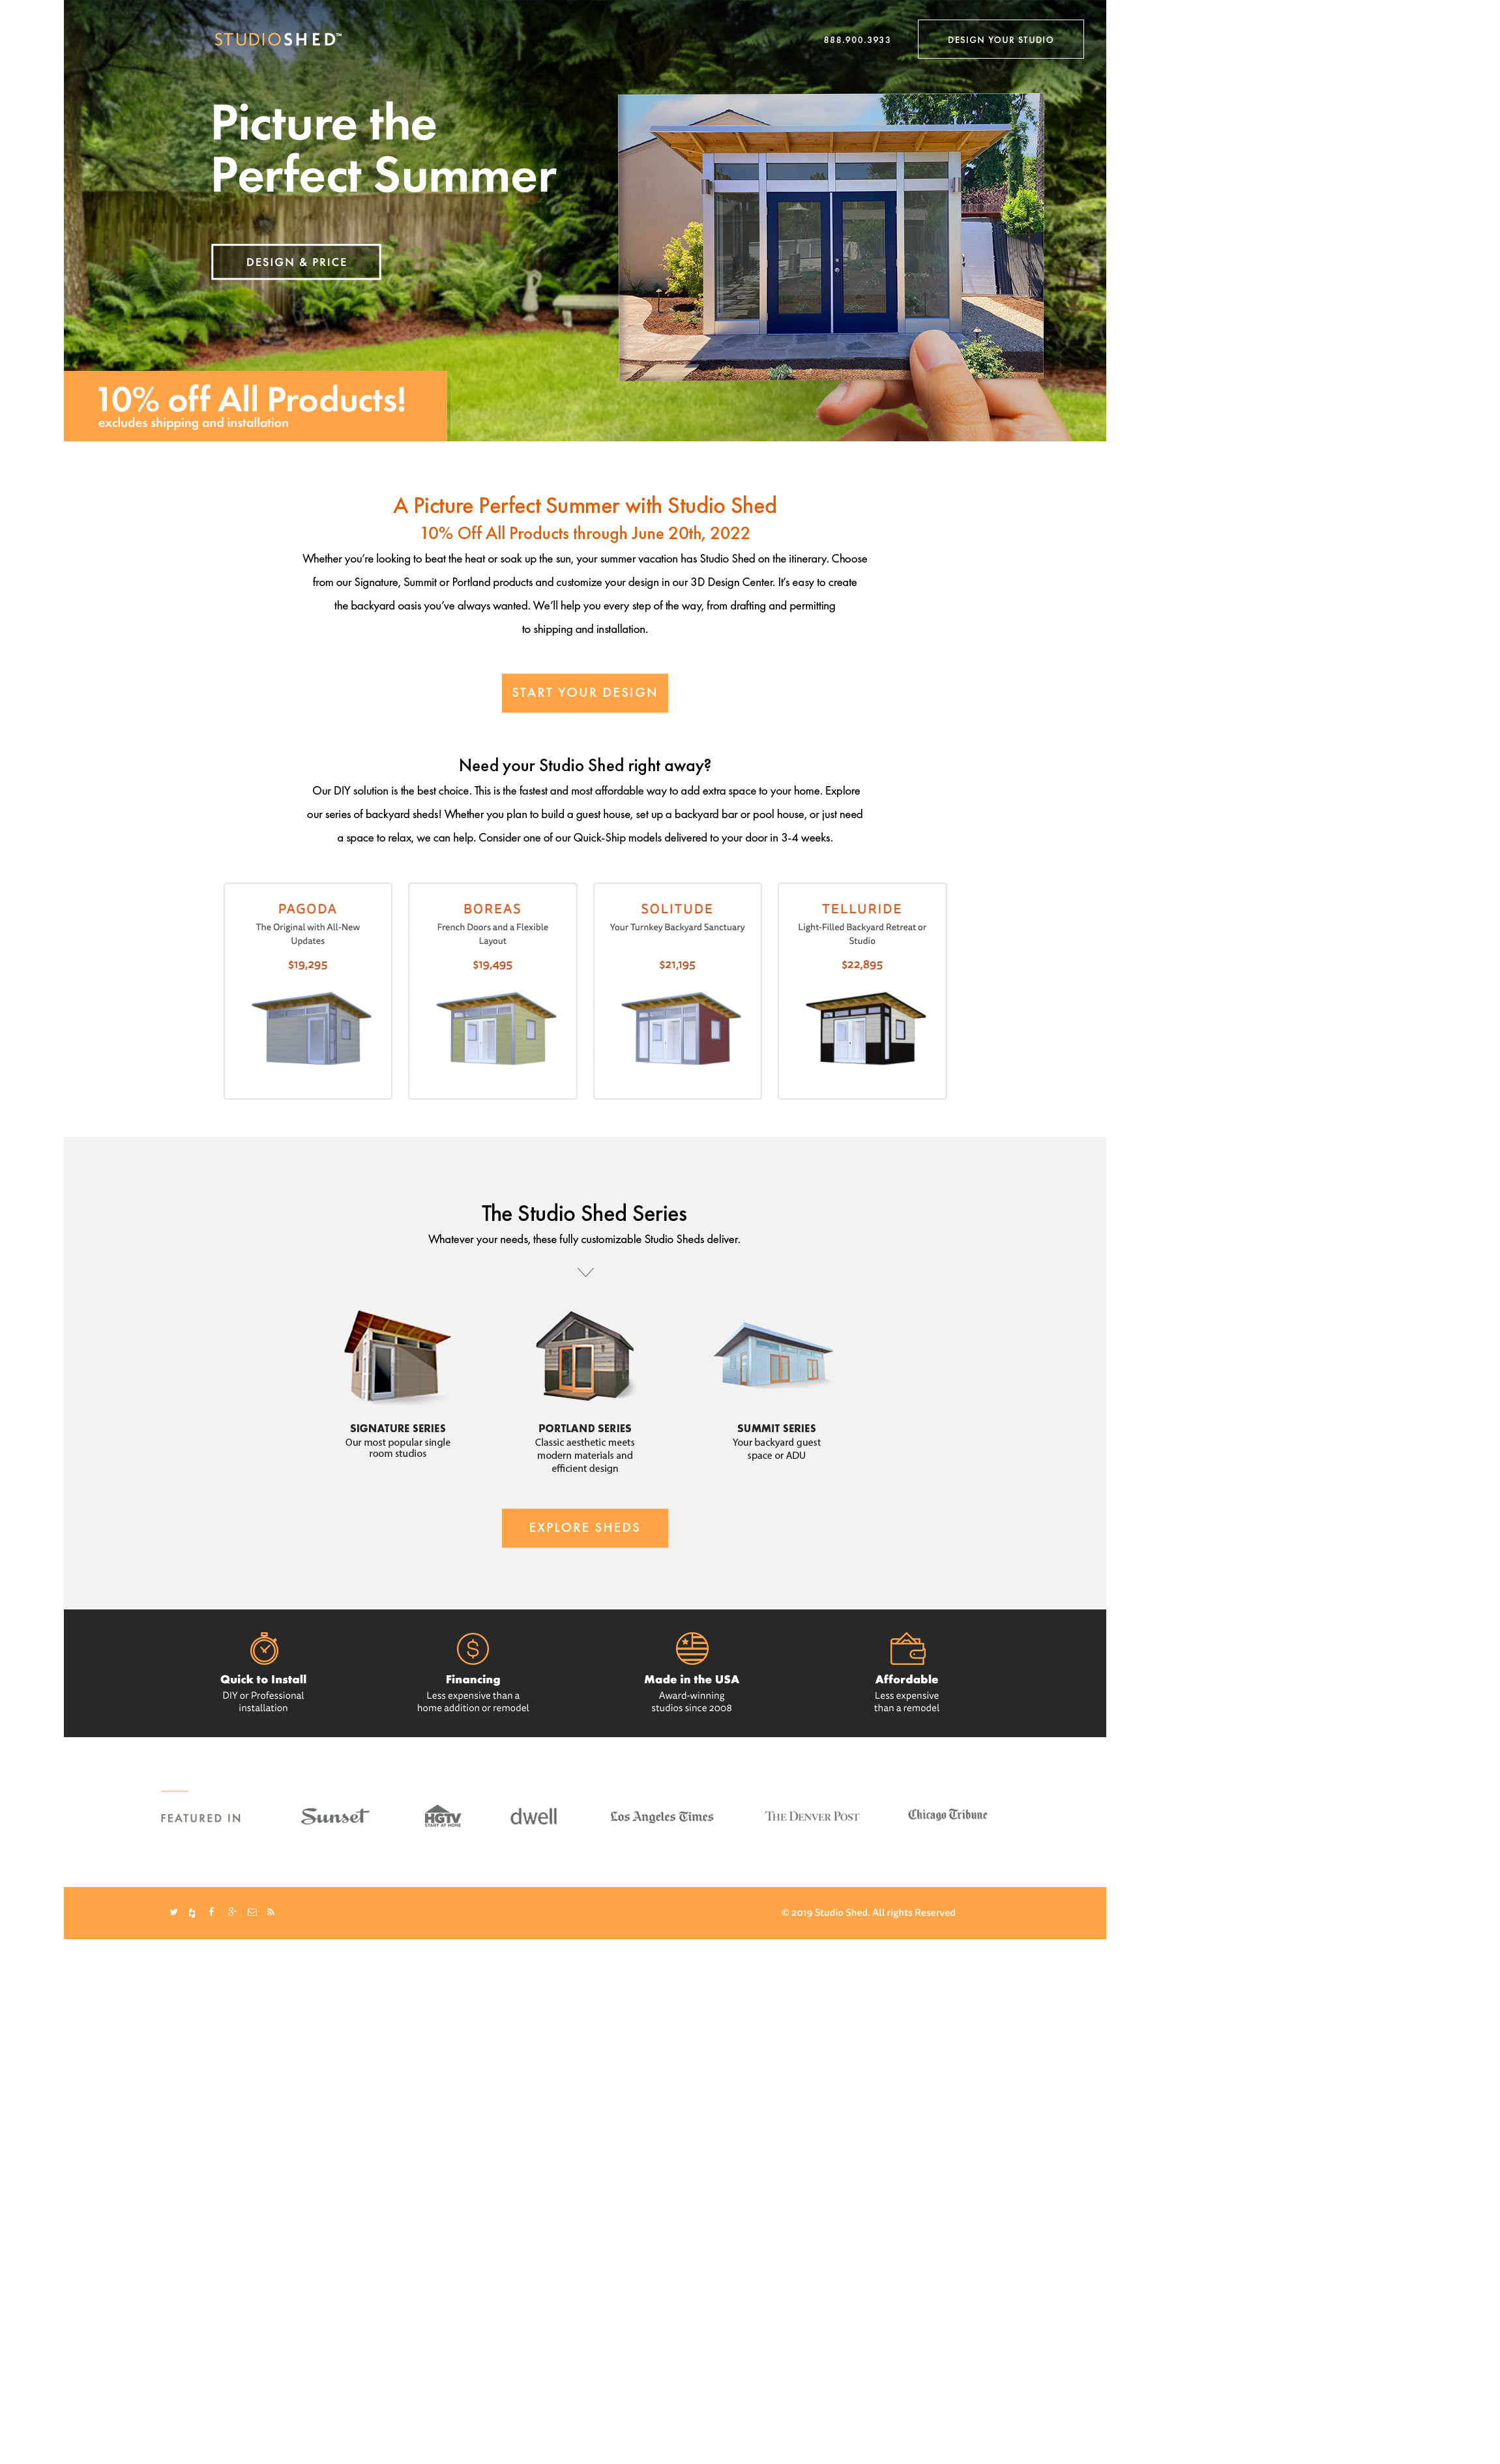 STUDIOSHED™
888.900.3933
DESIGN YOUR STUDIO
Picture the
Perfect Summer
DESIGN & PRICE
10% off All Products!
excludes shipping and installation
A Picture Perfect Summer with Studio Shed
10% Off All Products through June 20th, 2022
Whether you're looking to beat the heat or soak up the sun, your summer vacation has Studio Shed on the itinerary. Choose
from our Signature, Summit or Portland products and customize your design in our 3D Design Center. It's easy to create
the backyard oasis you've always wanted. We'll help you every step of the way, from drafting and permitting
to shipping and installation.
START YOUR DESIGN
Need your Studio Shed right away?
Our DIY solution is the best choice. This is the fastest and most affordable way to add extra space to your home. Explore
our series of backyard sheds! Whether you plan to build a guest house, set up a backyard bar or pool house, or just need
a space to relax, we can help. Consider one of our Quick-Ship models delivered to your door in 3-4 weeks.
PAGODA
The Original with All-New
Updates
$19,295
BOREAS
French Doors and a Flexible
Layout
$19,495
SOLITUDE
Your Turnkey Backyard Sanctuary
$21,195
TELLURIDE
Light-Filled Backyard Retreat or
Studio
$22,895
The Studio Shed Series
Whatever your needs, these fully customizable Studio Sheds deliver.
SIGNATURE SERIES
Our most popular single
room studios
PORTLAND SERIES
Classic aesthetic meets
modern materials and
efficient design
SUMMIT SERIES
Your backyard guest
space or ADU
EXPLORE SHEDS
Quick to Install
DIY or Professional
installation
Financing
Less expensive than a
home addition or remodel
Made in the USA
Award-winning
studios since 2008
Affordable
Less expensive
than a remodel
FEATURED IN
Sunset
HGTV
START AT HOME
dwell
Los Angeles Times
THE DENVER POST
Chicago Tribune
© 2019 Studio Shed. All rights Reserved